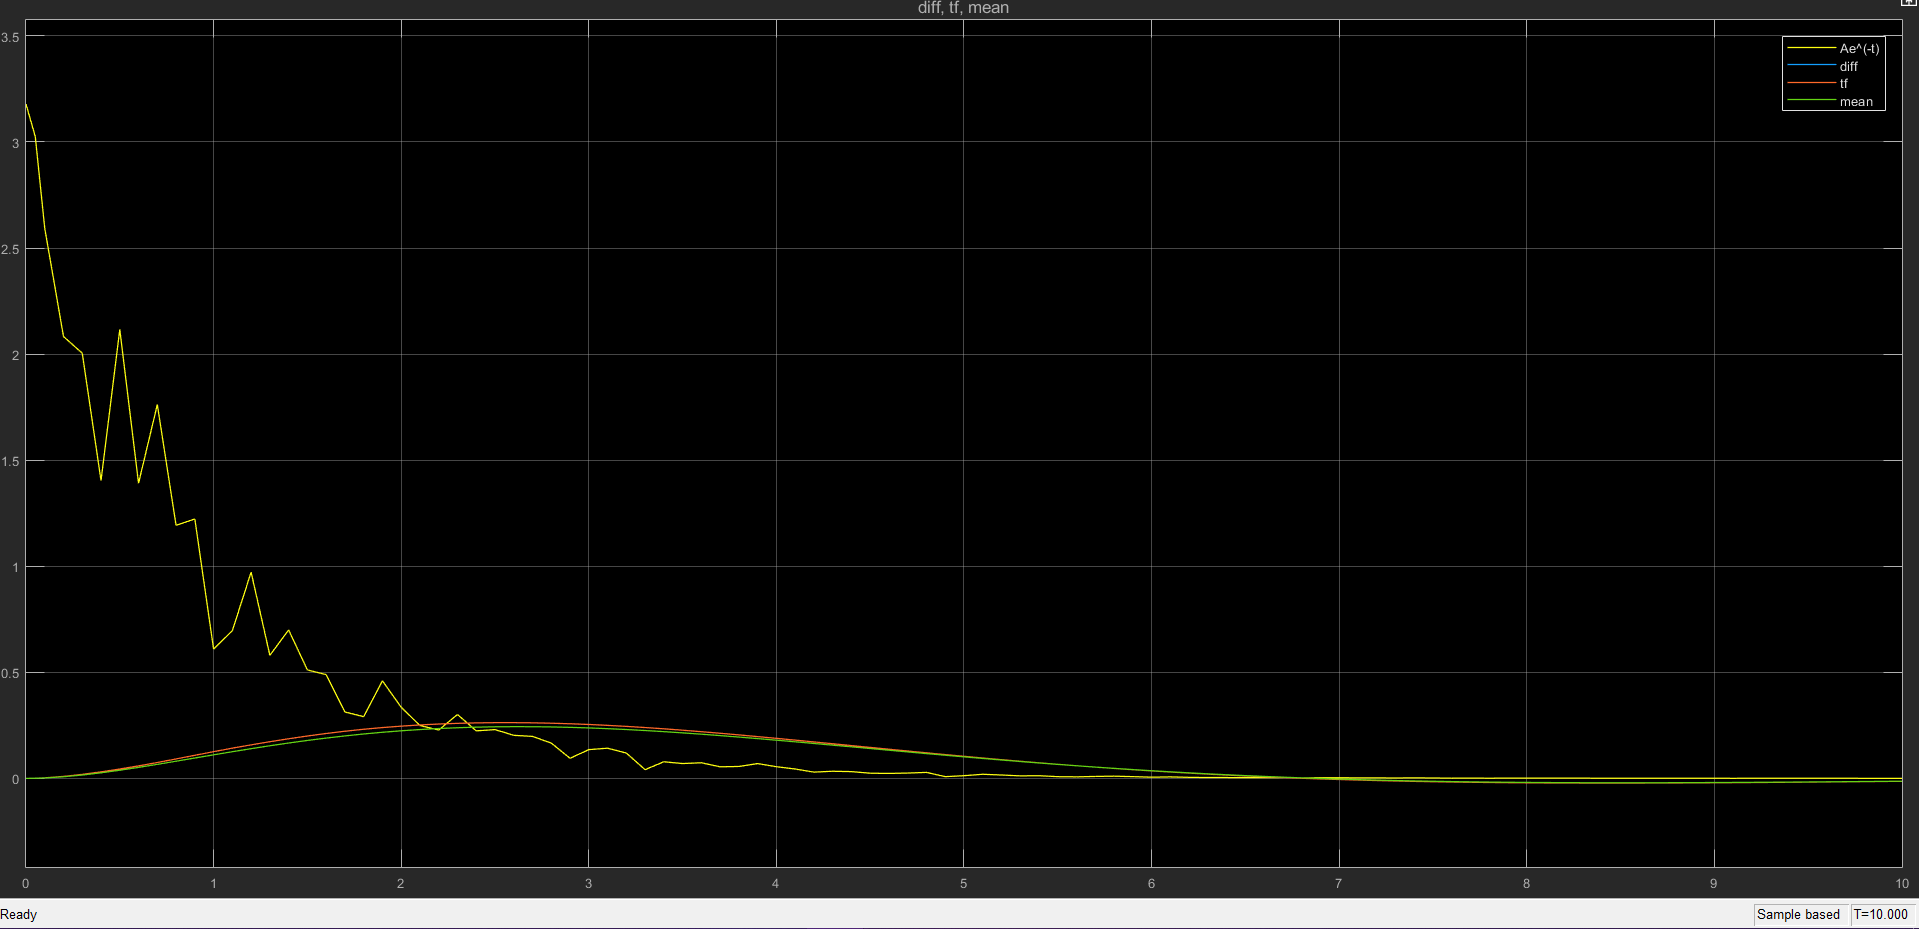 diff, tf, mean
3.5
3
2.5
2
1.5
1
0.5
0
Ae^(-t)
diff
tf
mean
0 1 2 3 4 5 6 7 8 9 10
Ready
Sample based T=10.000